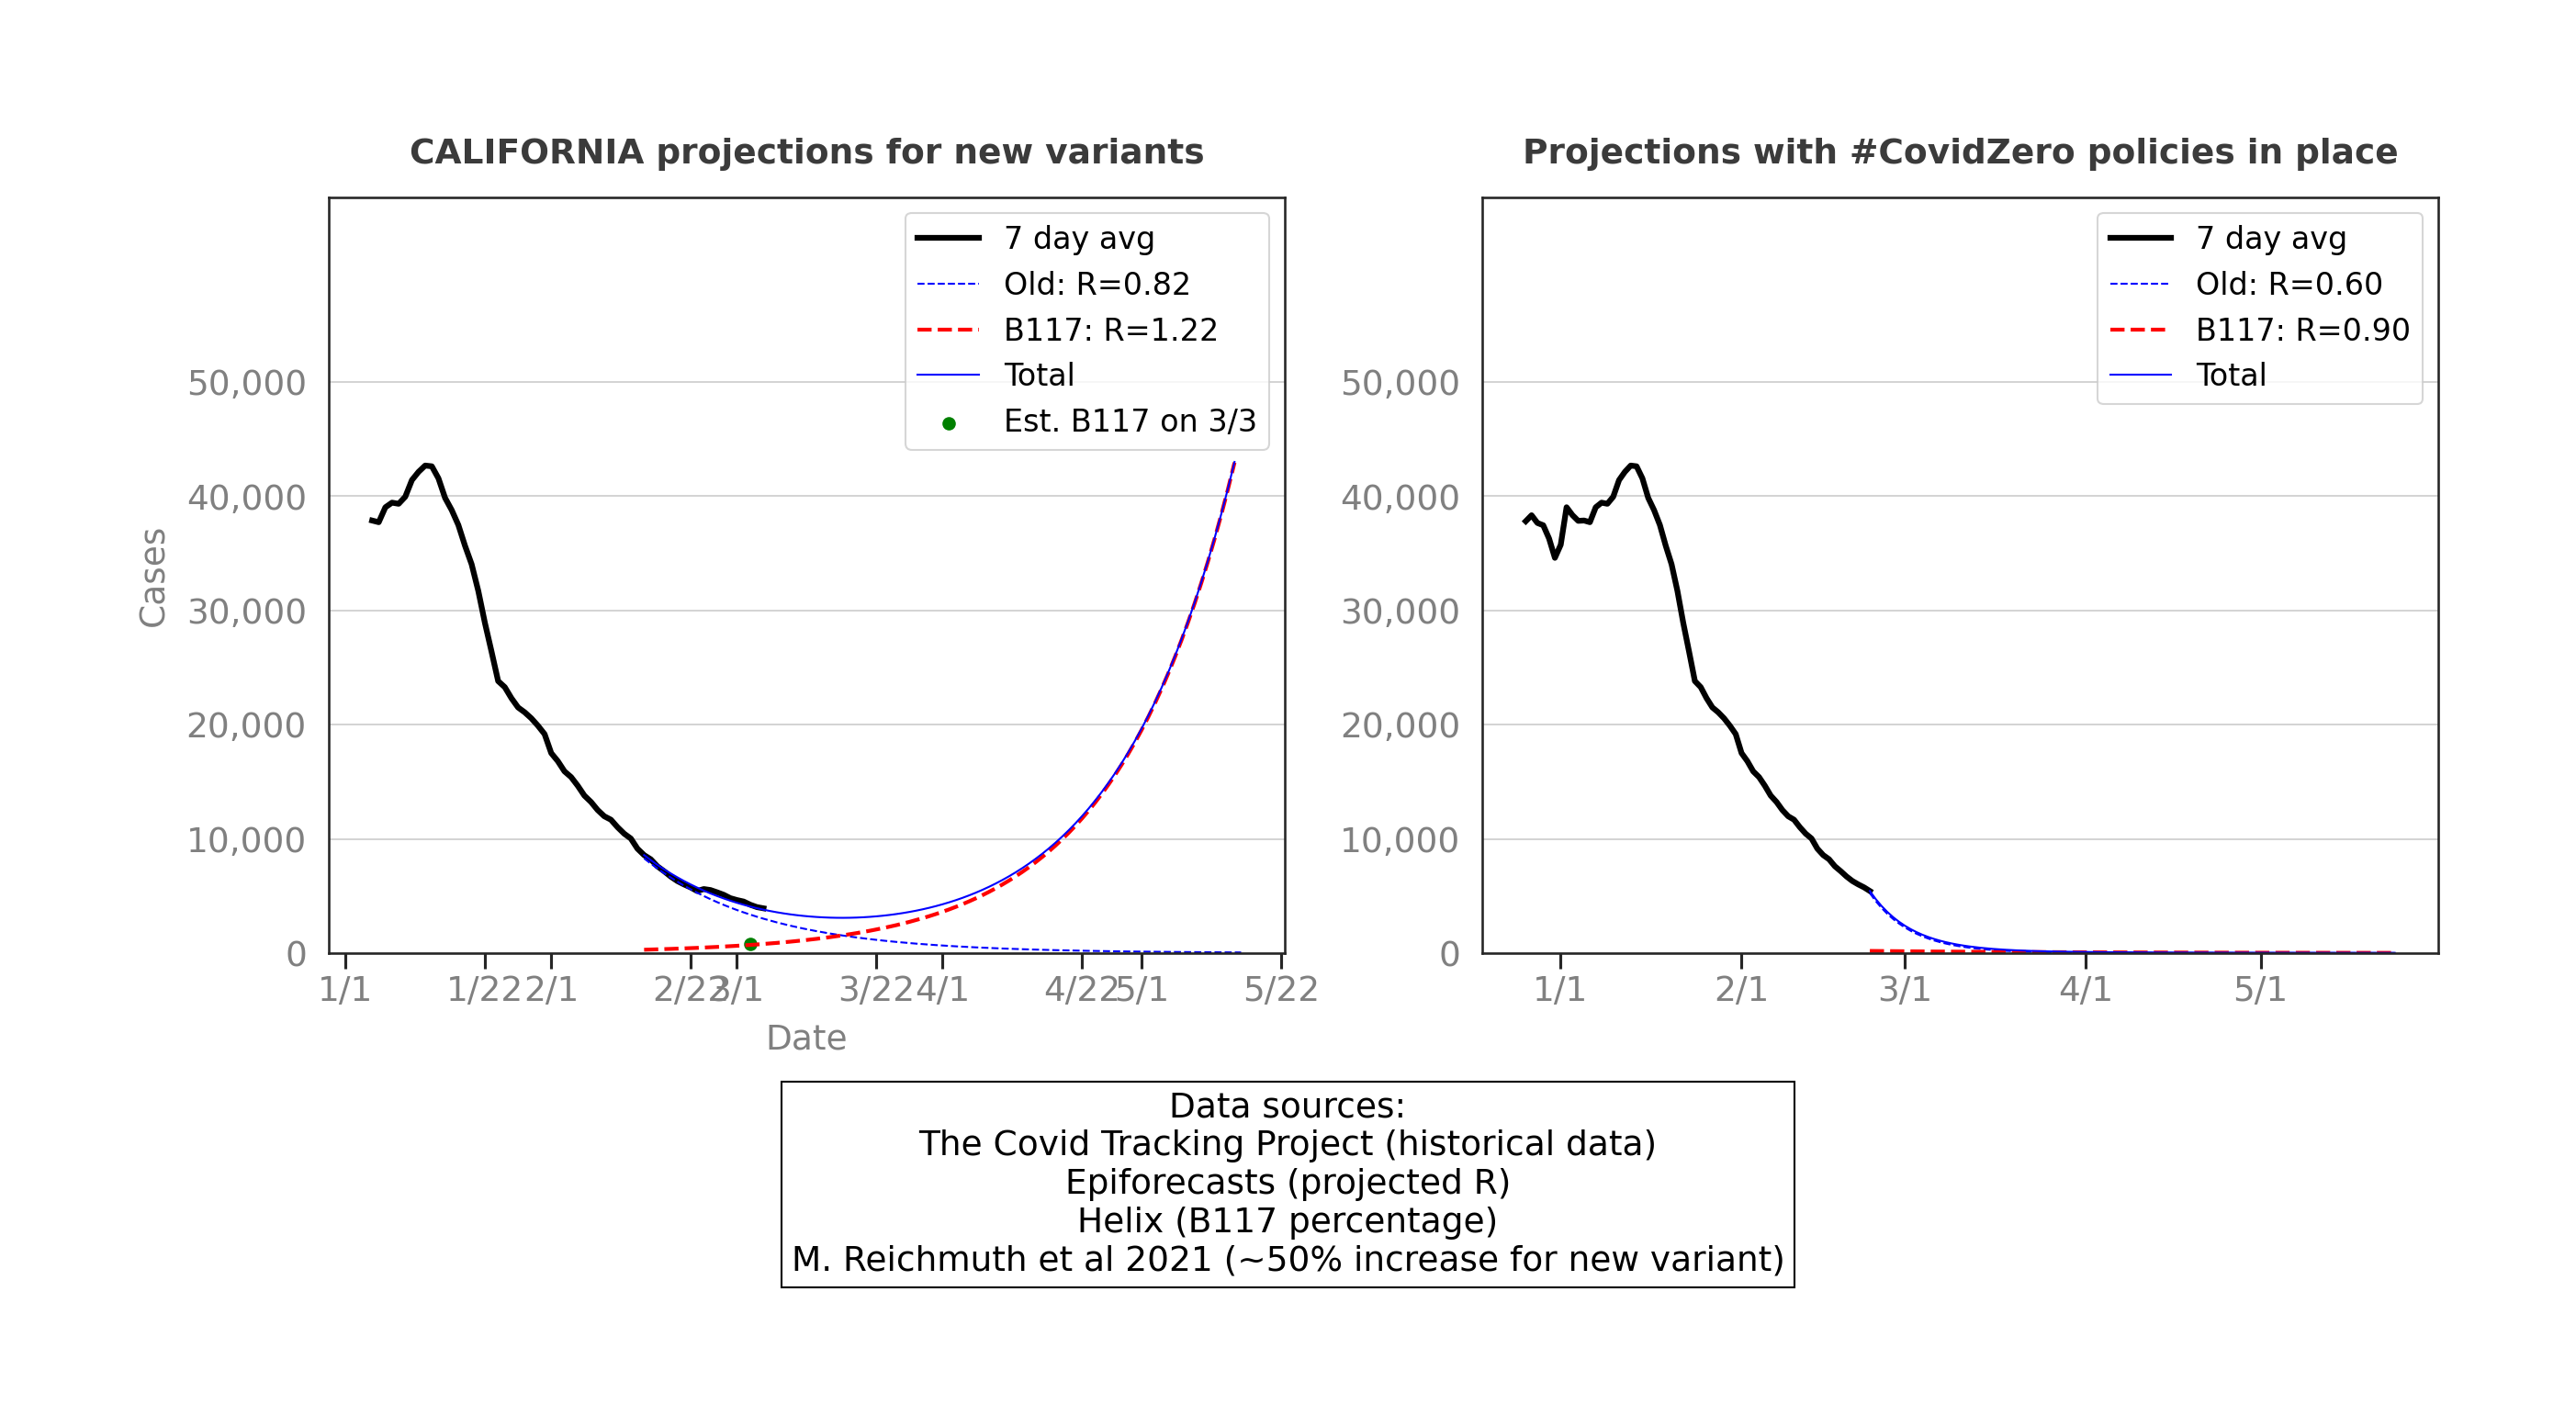 CALIFORNIA projections for new variants
7 day avg
Old: R=0.82
B117: R=1.22
Total
Est. B117 on 3/3
50,000
40,000
30,000
20,000
10,000
0
Cases
1/1 1/22 2/1 2/22 3/1 3/22 4/1 4/22 5/1 5/22
Date
Projections with #CovidZero policies in place
7 day avg
Old: R=0.60
B117: R=0.90
Total
50,000
40,000
30,000
20,000
10,000
0
1/1 2/1 3/1 4/1 5/1
Data sources:
The Covid Tracking Project (historical data)
Epiforecasts (projected R)
Helix (B117 percentage)
M. Reichmuth et al 2021 (~50% increase for new variant)